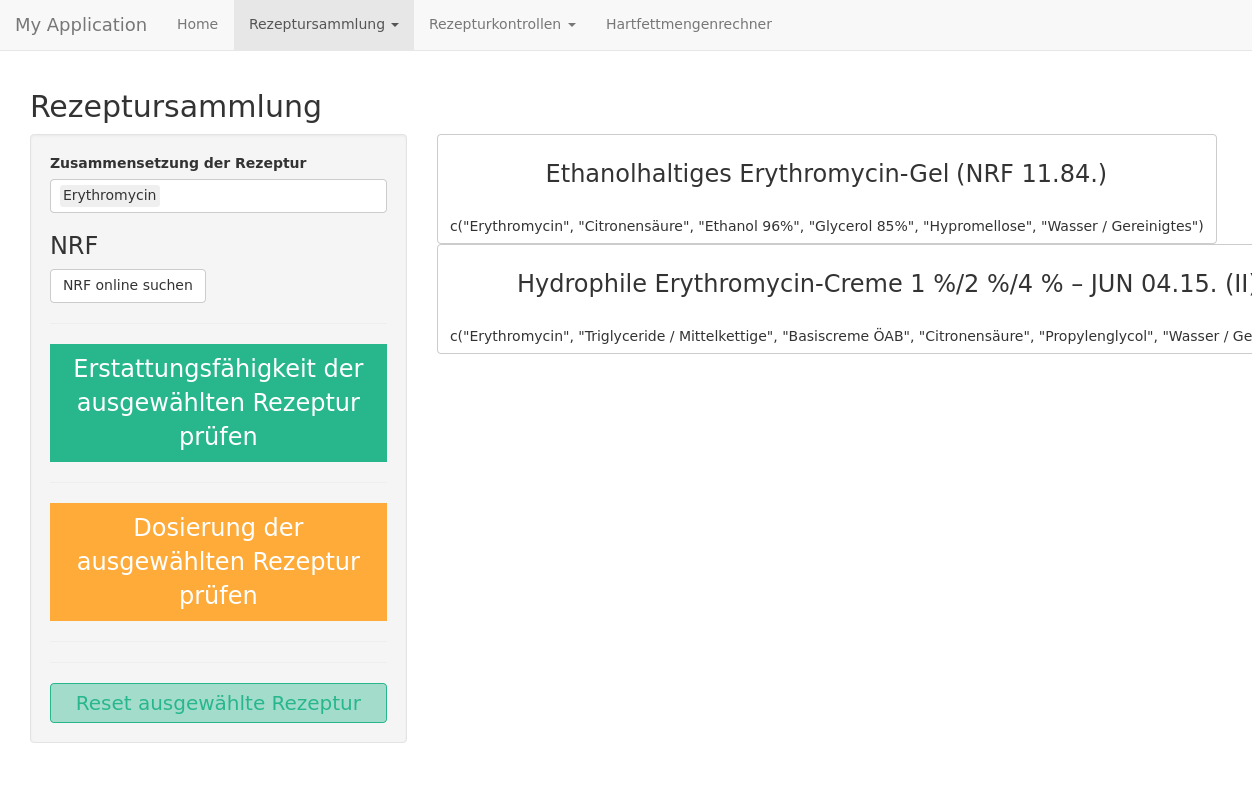 My Application Home Rezeptursammlung Rezepturkontrollen Hartfettmengenrechner
Rezeptursammlung
Zusammensetzung der Rezeptur
Erythromycin
NRF
NRF online suchen
Erstattungsfähigkeit der
ausgewählten Rezeptur
prüfen
Dosierung der
ausgewählten Rezeptur
prüfen
Reset ausgewählte Rezeptur
Ethanolhaltiges Erythromycin-Gel (NRF 11.84.)
c("Erythromycin", "Citronensäure", "Ethanol 96%", "Glycerol 85%", "Hypromellose", "Wasser / Gereinigtes")
Hydrophile Erythromycin-Creme 1 %/2 %/4 % – JUN 04.15. (II)
c("Erythromycin", "Triglyceride / Mittelkettige", "Basiscreme ÖAB", "Citronensäure", "Propylenglycol", "Wasser / Ge